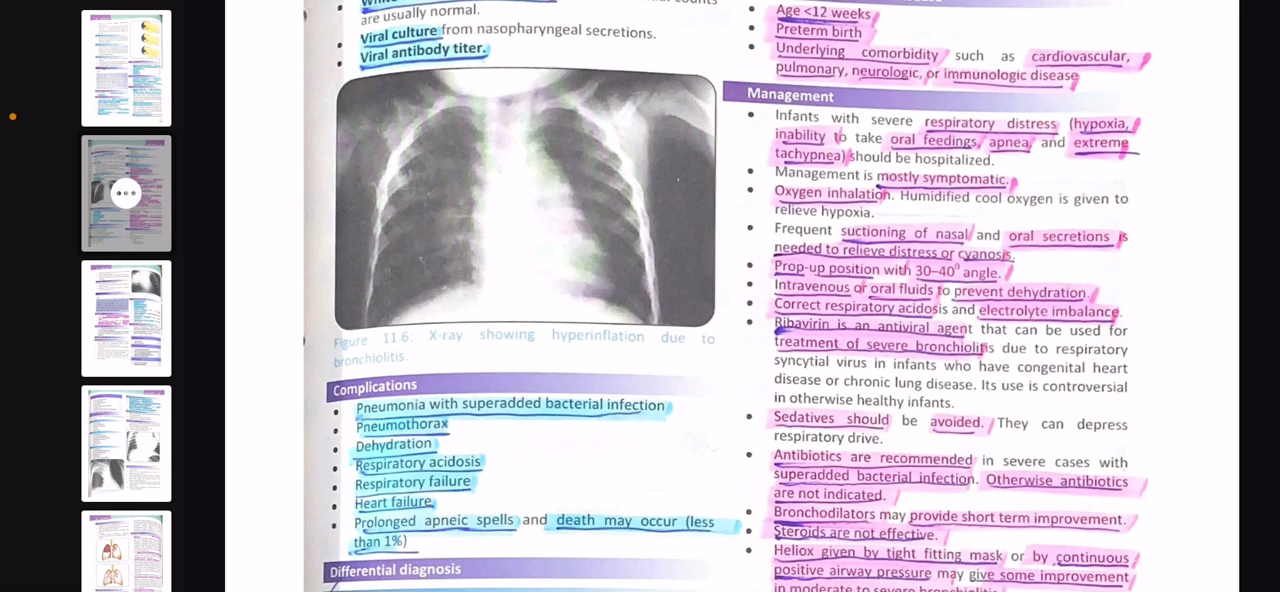 are usually normal.
Viral culture from nasopharyngeal secretions.
Viral antibody titer.
Figure 11.6. X-ray showing hyperinflation due to
bronchiolitis.
Complications
Pneumonia with superadded bacterial infection
Pneumothorax
Dehydration
Respiratory acidosis
Respiratory failure
Heart failure
Prolonged apneic spells and death may occur (less
than 1%)
Differential diagnosis
Age <12 weeks
Preterm birth
Underlying comorbidity such as cardiovascular,
pulmonary, neurologic, or immunologic disease
Management
Infants with severe respiratory distress (hypoxia,
inability to take oral feedings, apnea, and extreme
tachypnea) should be hospitalized.
Management is mostly symptomatic.
Oxygen inhalation. Humidified cool oxygen is given to
relieve hypoxia.
Frequent suctioning of nasal and oral secretions is
needed to relieve distress or cyanosis.
Prop-up position with 30–40⁰ angle.
Intravenous or oral fluids to prevent dehydration.
Correct respiratory acidosis and electrolyte imbalance.
Ribavirin is an antiviral agent that can be used for
treatment of severe bronchiolitis due to respiratory
syncytial virus in infants who have congenital heart
disease or chronic lung disease. Its use is controversial
in otherwise healthy infants.
Sedatives should be avoided. They can depress
respiratory drive.
Antibiotics are recommended in severe cases with
superadded bacterial infection. Otherwise antibiotics
are not indicated.
Bronchodilators may provide short term improvement.
Steroids are not effective.
Heliox given by tight fitting mask or by continuous
positive airway pressure may give some improvement
in moderate to severe